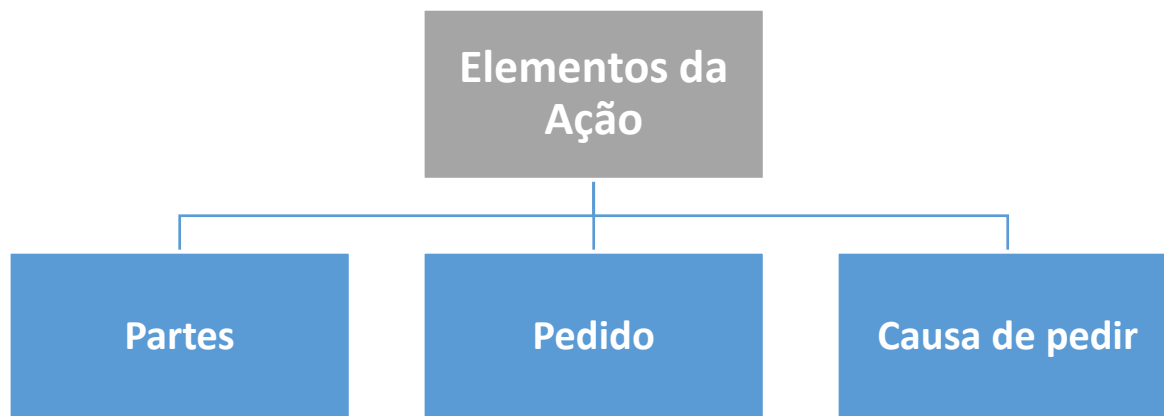 Elementos da
Ação
Partes
Pedido
Causa de pedir